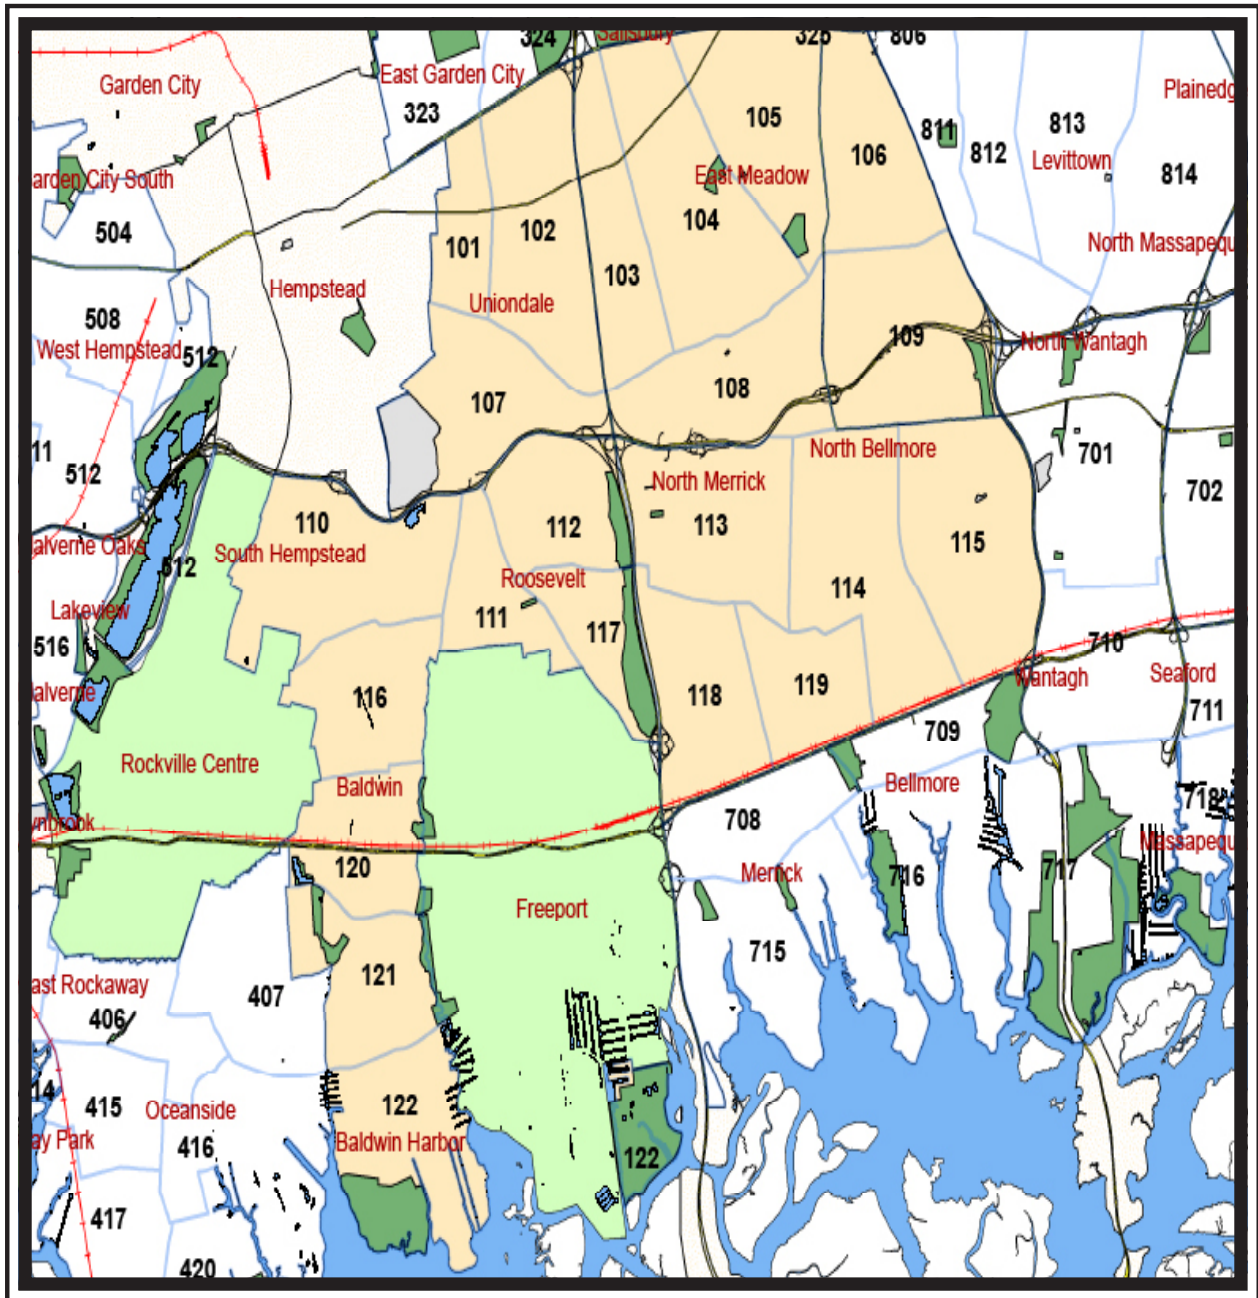 324
Salisbury
325
806
East Garden City
Garden City
Plainedg
323
105
811
813
106
812
Levittown
814
arden City South
East Meadow
504
102
104
101
North Massapequ
103
Hempstead
Uniondale
508
109
North Wantagh
West Hempstead
512
108
107
11
512
North Bellmore
701
North Merrick
702
110
112
113
alverne Oaks
South Hempstead
115
512
Roosevelt
114
Lakeview
111
117
516
710
alverne
116
118
119
Wantagh
Seaford
711
709
Rockville Centre
Baldwin
Bellmore
718
ynbrook
708
Massapequ
120
Merrick
716
717
Freeport
121
715
ast Rockaway
407
406
14
415
Oceanside
122
ay Park
416
Baldwin Harbor
122
417
420